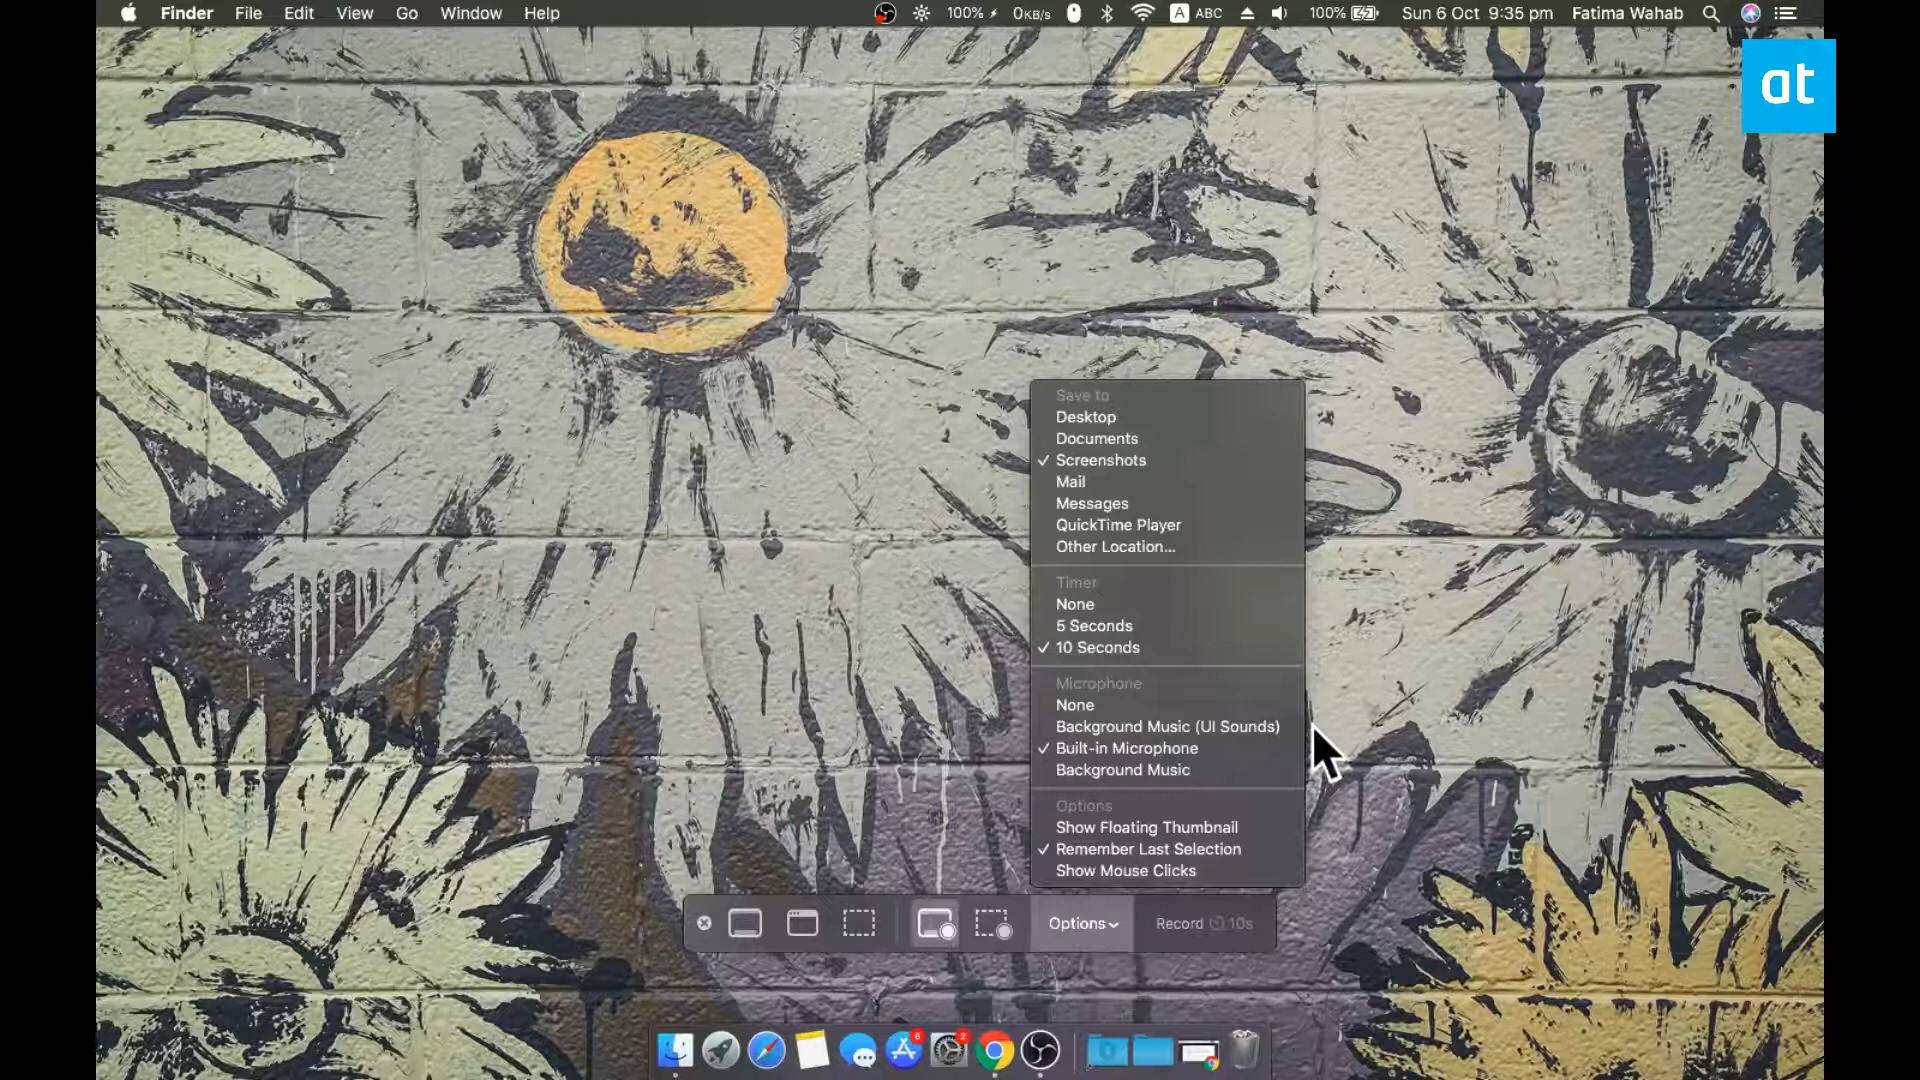 Finder File Edit View Go Window Help 100% 0KB/s A ABC 100% Sun 6 Oct 9:35 pm Fatima Wahab
at
Save to
Desktop
Documents
✓ Screenshots
Mail
Messages
QuickTime Player
Other Location...
Timer
None
5 Seconds
✓ 10 Seconds
Microphone
None
Background Music (UI Sounds)
✓ Built-in Microphone
Background Music
Options
Show Floating Thumbnail
✓ Remember Last Selection
Show Mouse Clicks
Options Record 10s
6 2